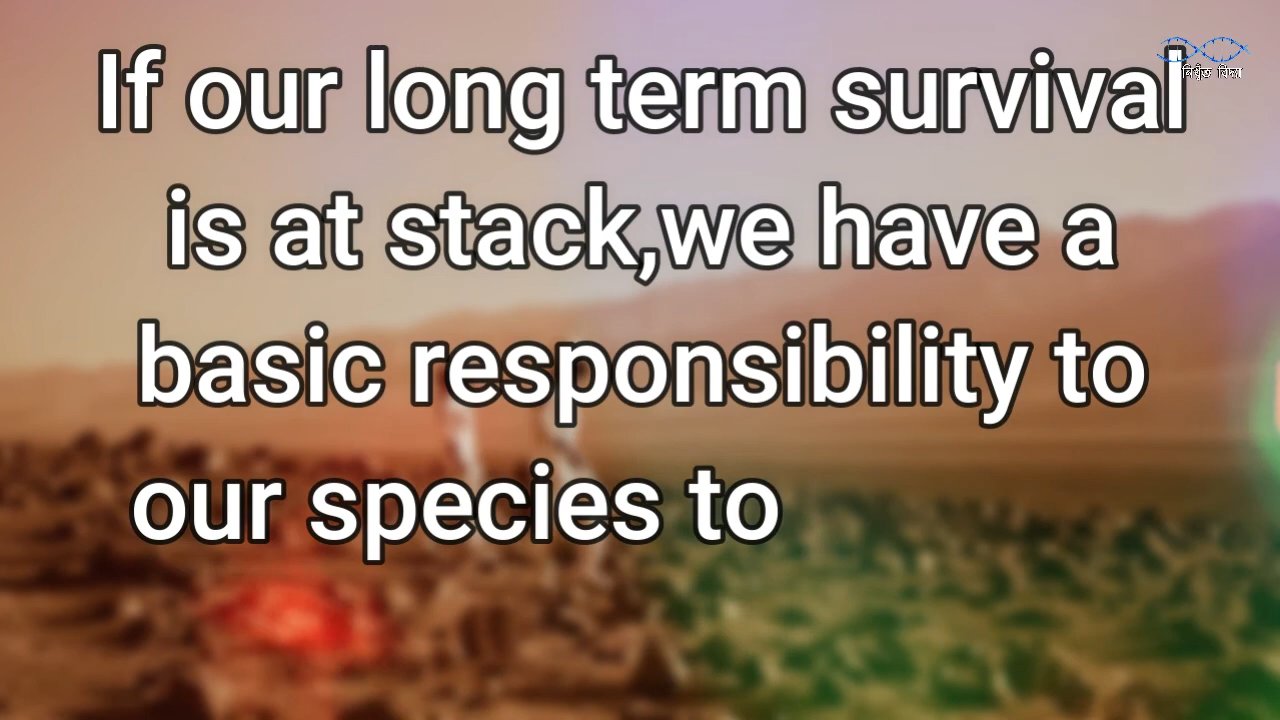 If our long term survival
is at stack,we have a
basic responsibility to
our species to